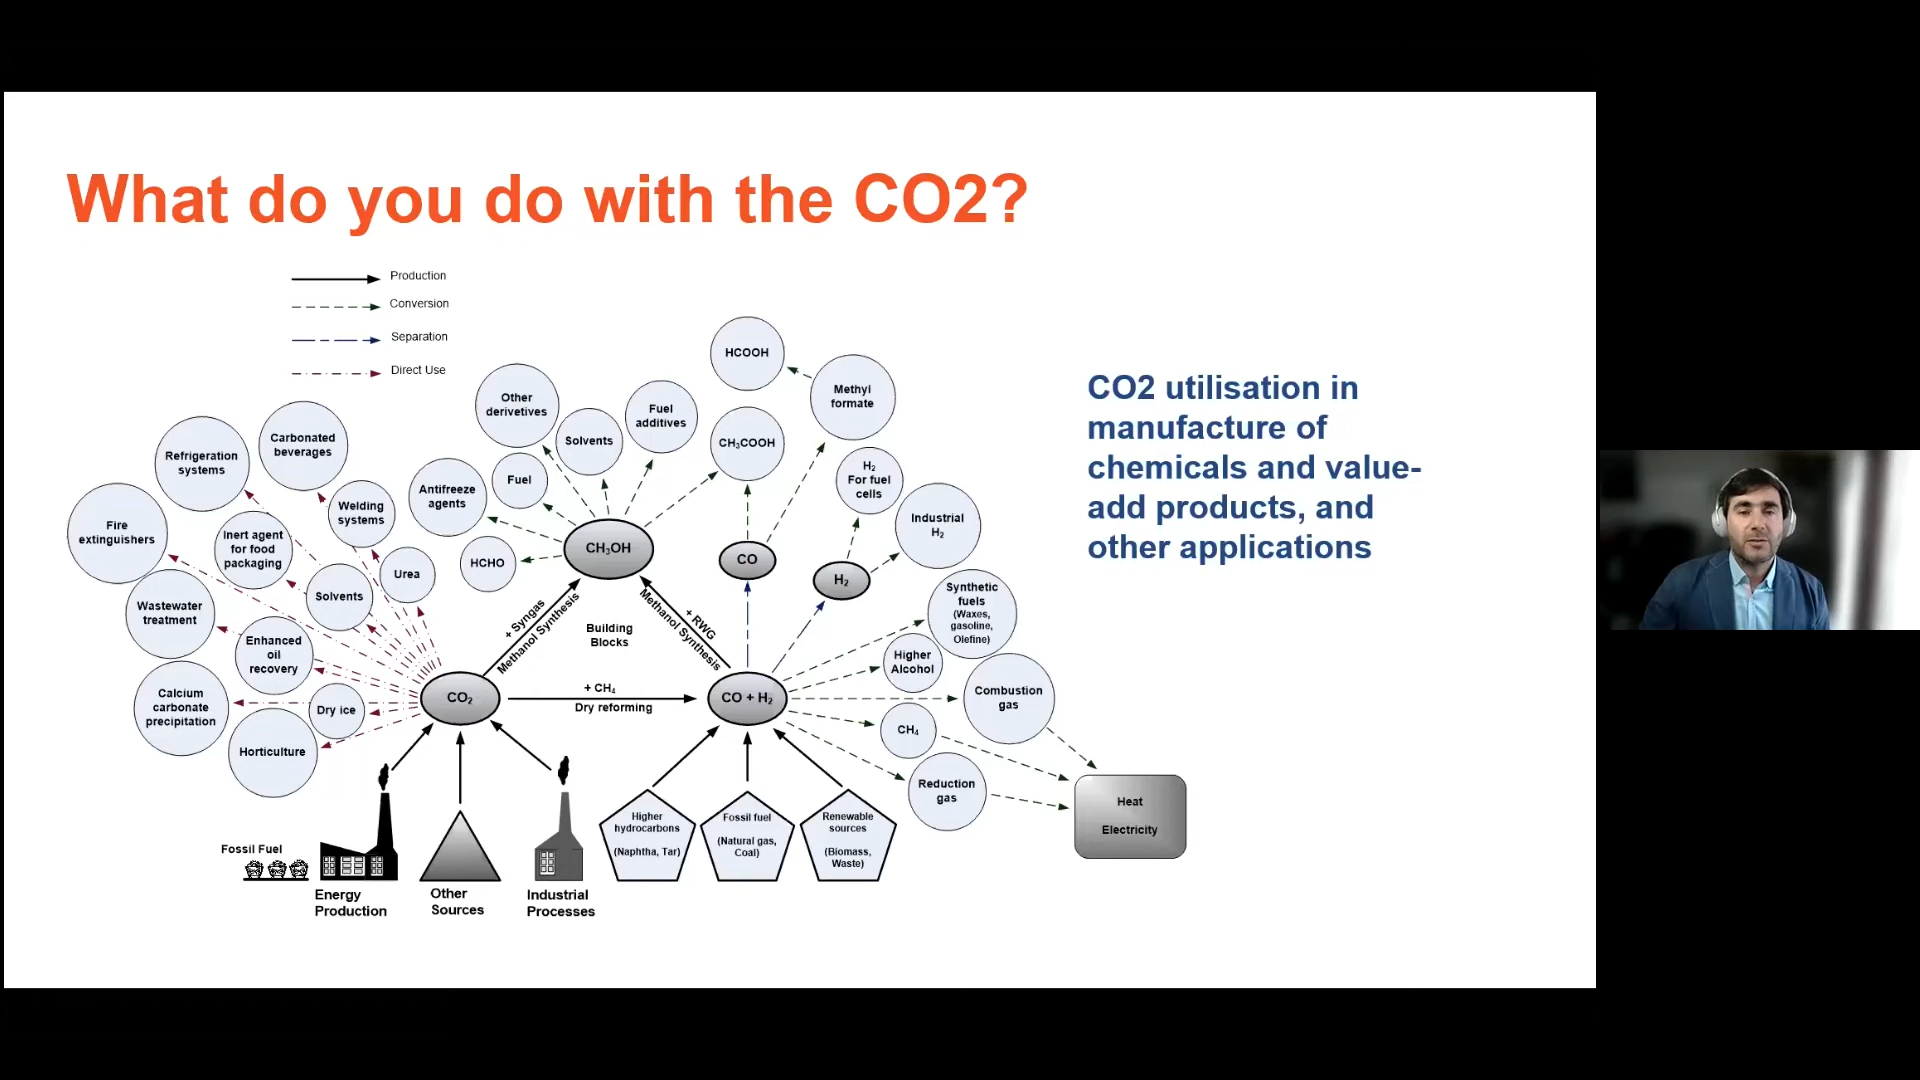 What do you do with the CO2?
Production
Conversion
Separation
Direct Use
HCOOH
Methyl
formate
Other
derivetives
Solvents
Fuel
additives
CH₃COOH
Carbonated
beverages
Refrigeration
systems
Antifreeze
agents
Fuel
H₂
For fuel
cells
Welding
systems
Fire
extinguishers
Inert agent
for food
packaging
Industrial
H₂
CH₃OH
CO
H₂
HCHO
Urea
Solvents
Wastewater
treatment
Enhanced
oil
recovery
Synthetic
fuels
(Waxes,
gasoline,
Olefine)
+ Syngas
Methanol Synthesis
Building
Blocks
+ RWG
Methanol Synthesis
Higher
Alcohol
Calcium
carbonate
precipitation
Dry ice
CO₂
+ CH₄
Dry reforming
CO + H₂
Combustion
gas
CH₄
Horticulture
Reduction
gas
Heat
Electricity
Higher
hydrocarbons
(Naphtha, Tar)
Fossil fuel
(Natural gas,
Coal)
Renewable
sources
(Biomass,
Waste)
Fossil Fuel
Energy
Production
Other
Sources
Industrial
Processes
CO2 utilisation in
manufacture of
chemicals and value-
add products, and
other applications